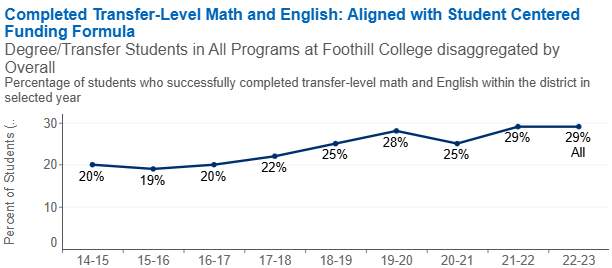 Completed Transfer-Level Math and English: Aligned with Student Centered
Funding Formula
Degree/Transfer Students in All Programs at Foothill College disaggregated by
Overall
Percentage of students who successfully completed transfer-level math and English within the district in
selected year
Percent of Students (..
30
20
10
0
20%
19%
20%
22%
25%
28%
25%
29%
29%
All
14-15
15-16
16-17
17-18
18-19
19-20
20-21
21-22
22-23